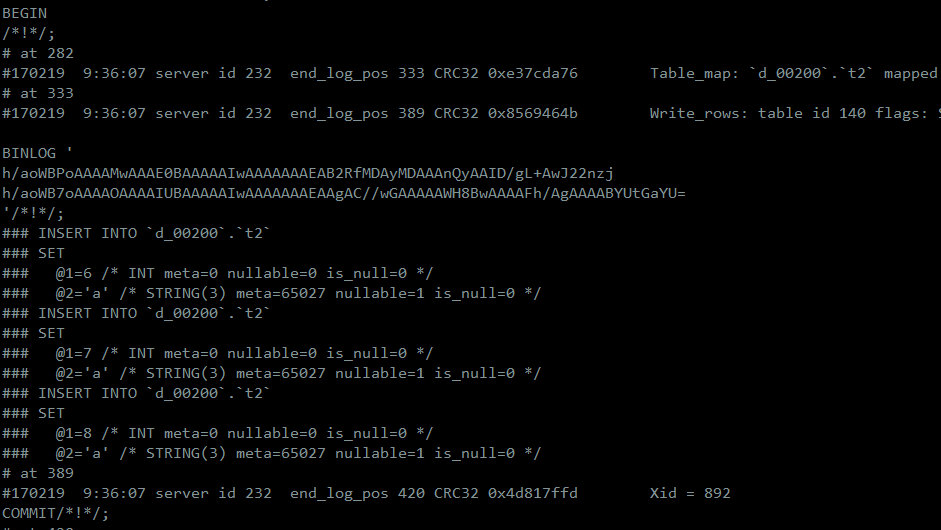 BEGIN
/*!*/;
# at 282
#170219  9:36:07 server id 232  end_log_pos 333 CRC32 0xe37cda76        Table_map: `d_00200`.`t2` mapped
# at 333
#170219  9:36:07 server id 232  end_log_pos 389 CRC32 0x8569464b        Write_rows: table id 140 flags:
BINLOG '
h/aoWBPoAAAAMwAAAE0BAAAAAIwAAAAAAAEAB2RfMDAyMDAAAnQyAAID/gL+AwJ22nzj
h/aoWB7oAAAAOAAAAIUBAAAAAIwAAAAAAAEAAgAC//wGAAAAAWH8BwAAAAFh/AgAAAABYUtGaYU=
'/*!*/;
### INSERT INTO `d_00200`.`t2`
### SET
###   @1=6 /* INT meta=0 nullable=0 is_null=0 */
###   @2='a' /* STRING(3) meta=65027 nullable=1 is_null=0 */
### INSERT INTO `d_00200`.`t2`
### SET
###   @1=7 /* INT meta=0 nullable=0 is_null=0 */
###   @2='a' /* STRING(3) meta=65027 nullable=1 is_null=0 */
### INSERT INTO `d_00200`.`t2`
### SET
###   @1=8 /* INT meta=0 nullable=0 is_null=0 */
###   @2='a' /* STRING(3) meta=65027 nullable=1 is_null=0 */
# at 389
#170219  9:36:07 server id 232  end_log_pos 420 CRC32 0x4d817ffd        Xid = 892
COMMIT/*!*/;